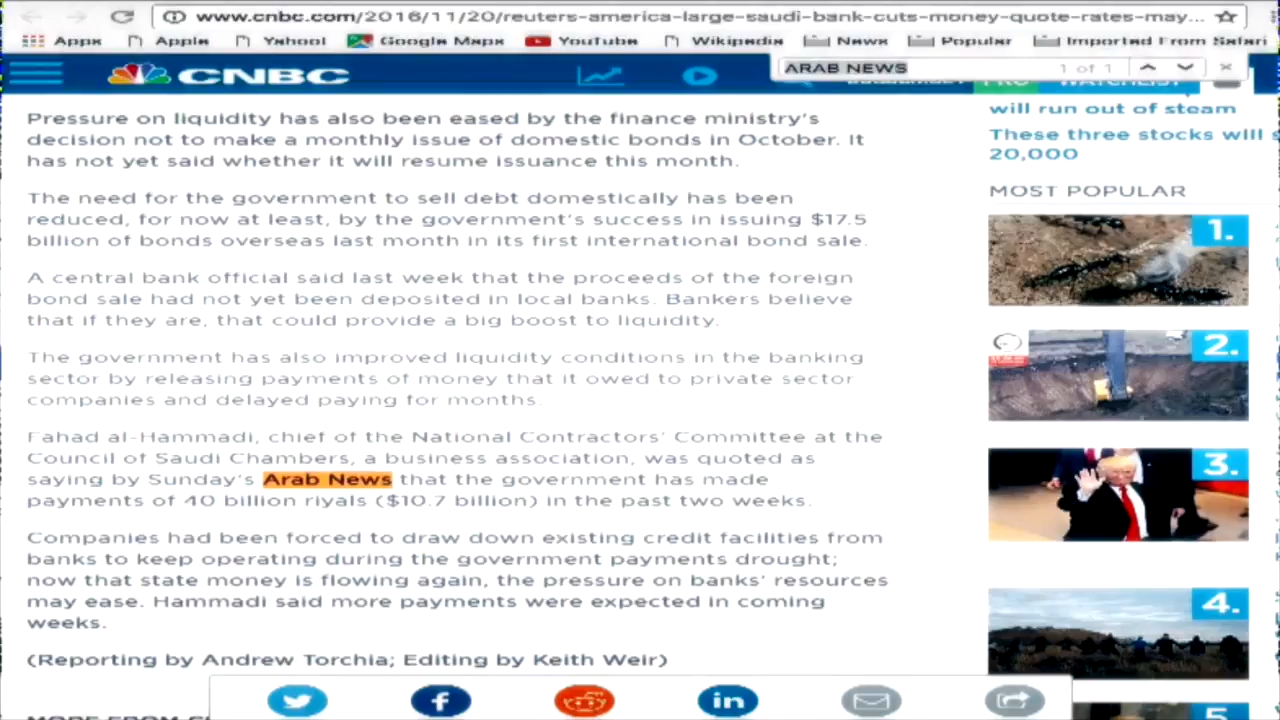 www.cnbc.com/2016/11/20/reuters-america-large-saudi-bank-cuts-money-quote-rates-may...
Apps Apple Yahoo! Google Maps YouTube Wikipedia News Popular Imported From Safari
CNBC
ARAB NEWS 1 of 1
PRO WATCHLIST
Pressure on liquidity has also been eased by the finance ministry's
decision not to make a monthly issue of domestic bonds in October. It
has not yet said whether it will resume issuance this month.
The need for the government to sell debt domestically has been
reduced, for now at least, by the government's success in issuing $17.5
billion of bonds overseas last month in its first international bond sale.
A central bank official said last week that the proceeds of the foreign
bond sale had not yet been deposited in local banks. Bankers believe
that if they are, that could provide a big boost to liquidity.
The government has also improved liquidity conditions in the banking
sector by releasing payments of money that it owed to private sector
companies and delayed paying for months.
Fahad al-Hammadi, chief of the National Contractors' Committee at the
Council of Saudi Chambers, a business association, was quoted as
saying by Sunday's Arab News that the government has made
payments of 40 billion riyals ($10.7 billion) in the past two weeks.
Companies had been forced to draw down existing credit facilities from
banks to keep operating during the government payments drought;
now that state money is flowing again, the pressure on banks' resources
may ease. Hammadi said more payments were expected in coming
weeks.
(Reporting by Andrew Torchia; Editing by Keith Weir)
will run out of steam
These three stocks will
20,000
MOST POPULAR
1.
2.
3.
4.
5
MORE FROM